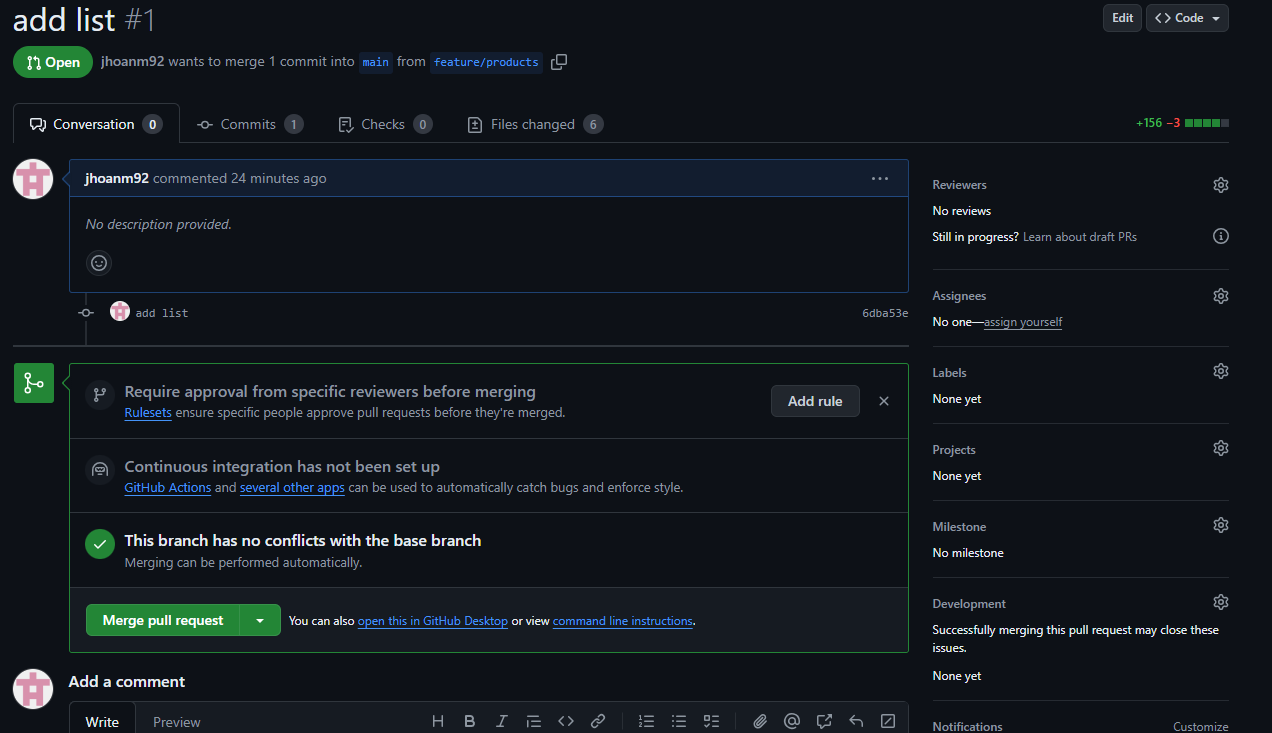 add list #1
Edit
Code
Open
jhoanm92 wants to merge 1 commit into main from feature/products
Conversation 0
Commits 1
Checks 0
Files changed 6
+156 −3
jhoanm92 commented 24 minutes ago
No description provided.
add list
6dba53e
Require approval from specific reviewers before merging
Rulesets ensure specific people approve pull requests before they're merged.
Add rule
Continuous integration has not been set up
GitHub Actions and several other apps can be used to automatically catch bugs and enforce style.
This branch has no conflicts with the base branch
Merging can be performed automatically.
Merge pull request
You can also open this in GitHub Desktop or view command line instructions.
Add a comment
Write
Preview
Reviewers
No reviews
Still in progress? Learn about draft PRs
Assignees
No one—assign yourself
Labels
None yet
Projects
None yet
Milestone
No milestone
Development
Successfully merging this pull request may close these
issues.
None yet
Notifications
Customize